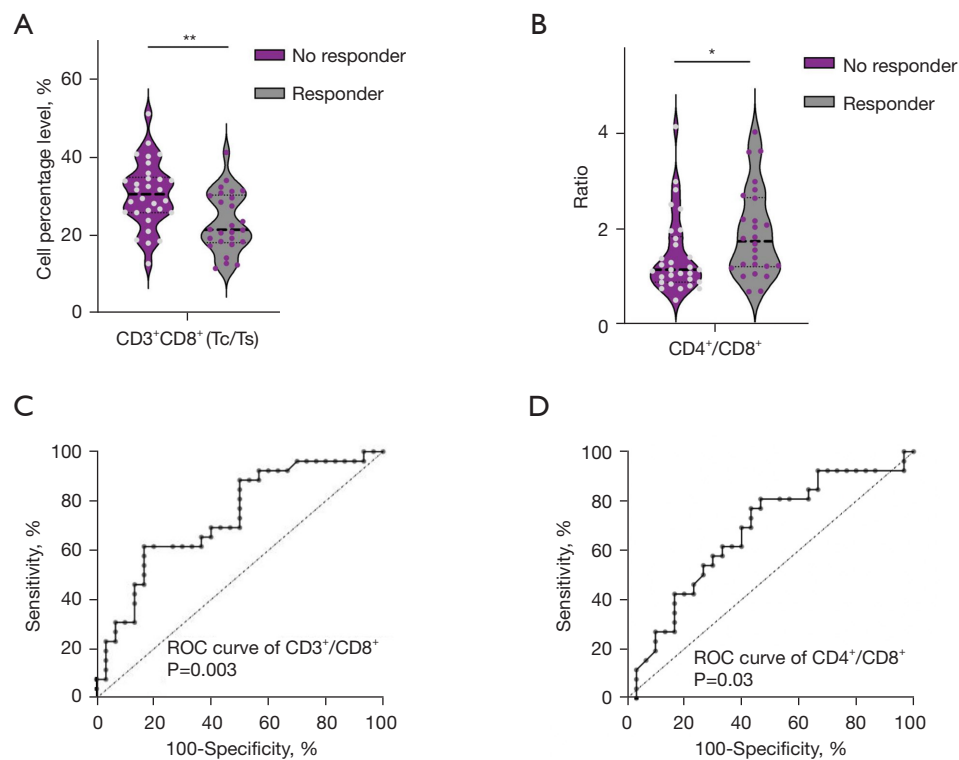 A
**
No responder
Responder
Cell percentage level, %
60
40
20
0
CD3⁺CD8⁺ (Tc/Ts)
B
*
No responder
Responder
Ratio
4
2
0
CD4⁺/CD8⁺
C
Sensitivity, %
100
80
60
40
20
0
ROC curve of CD3⁺/CD8⁺
P=0.003
0 20 40 60 80 100
100-Specificity, %
D
Sensitivity, %
100
80
60
40
20
0
ROC curve of CD4⁺/CD8⁺
P=0.03
0 20 40 60 80 100
100-Specificity, %